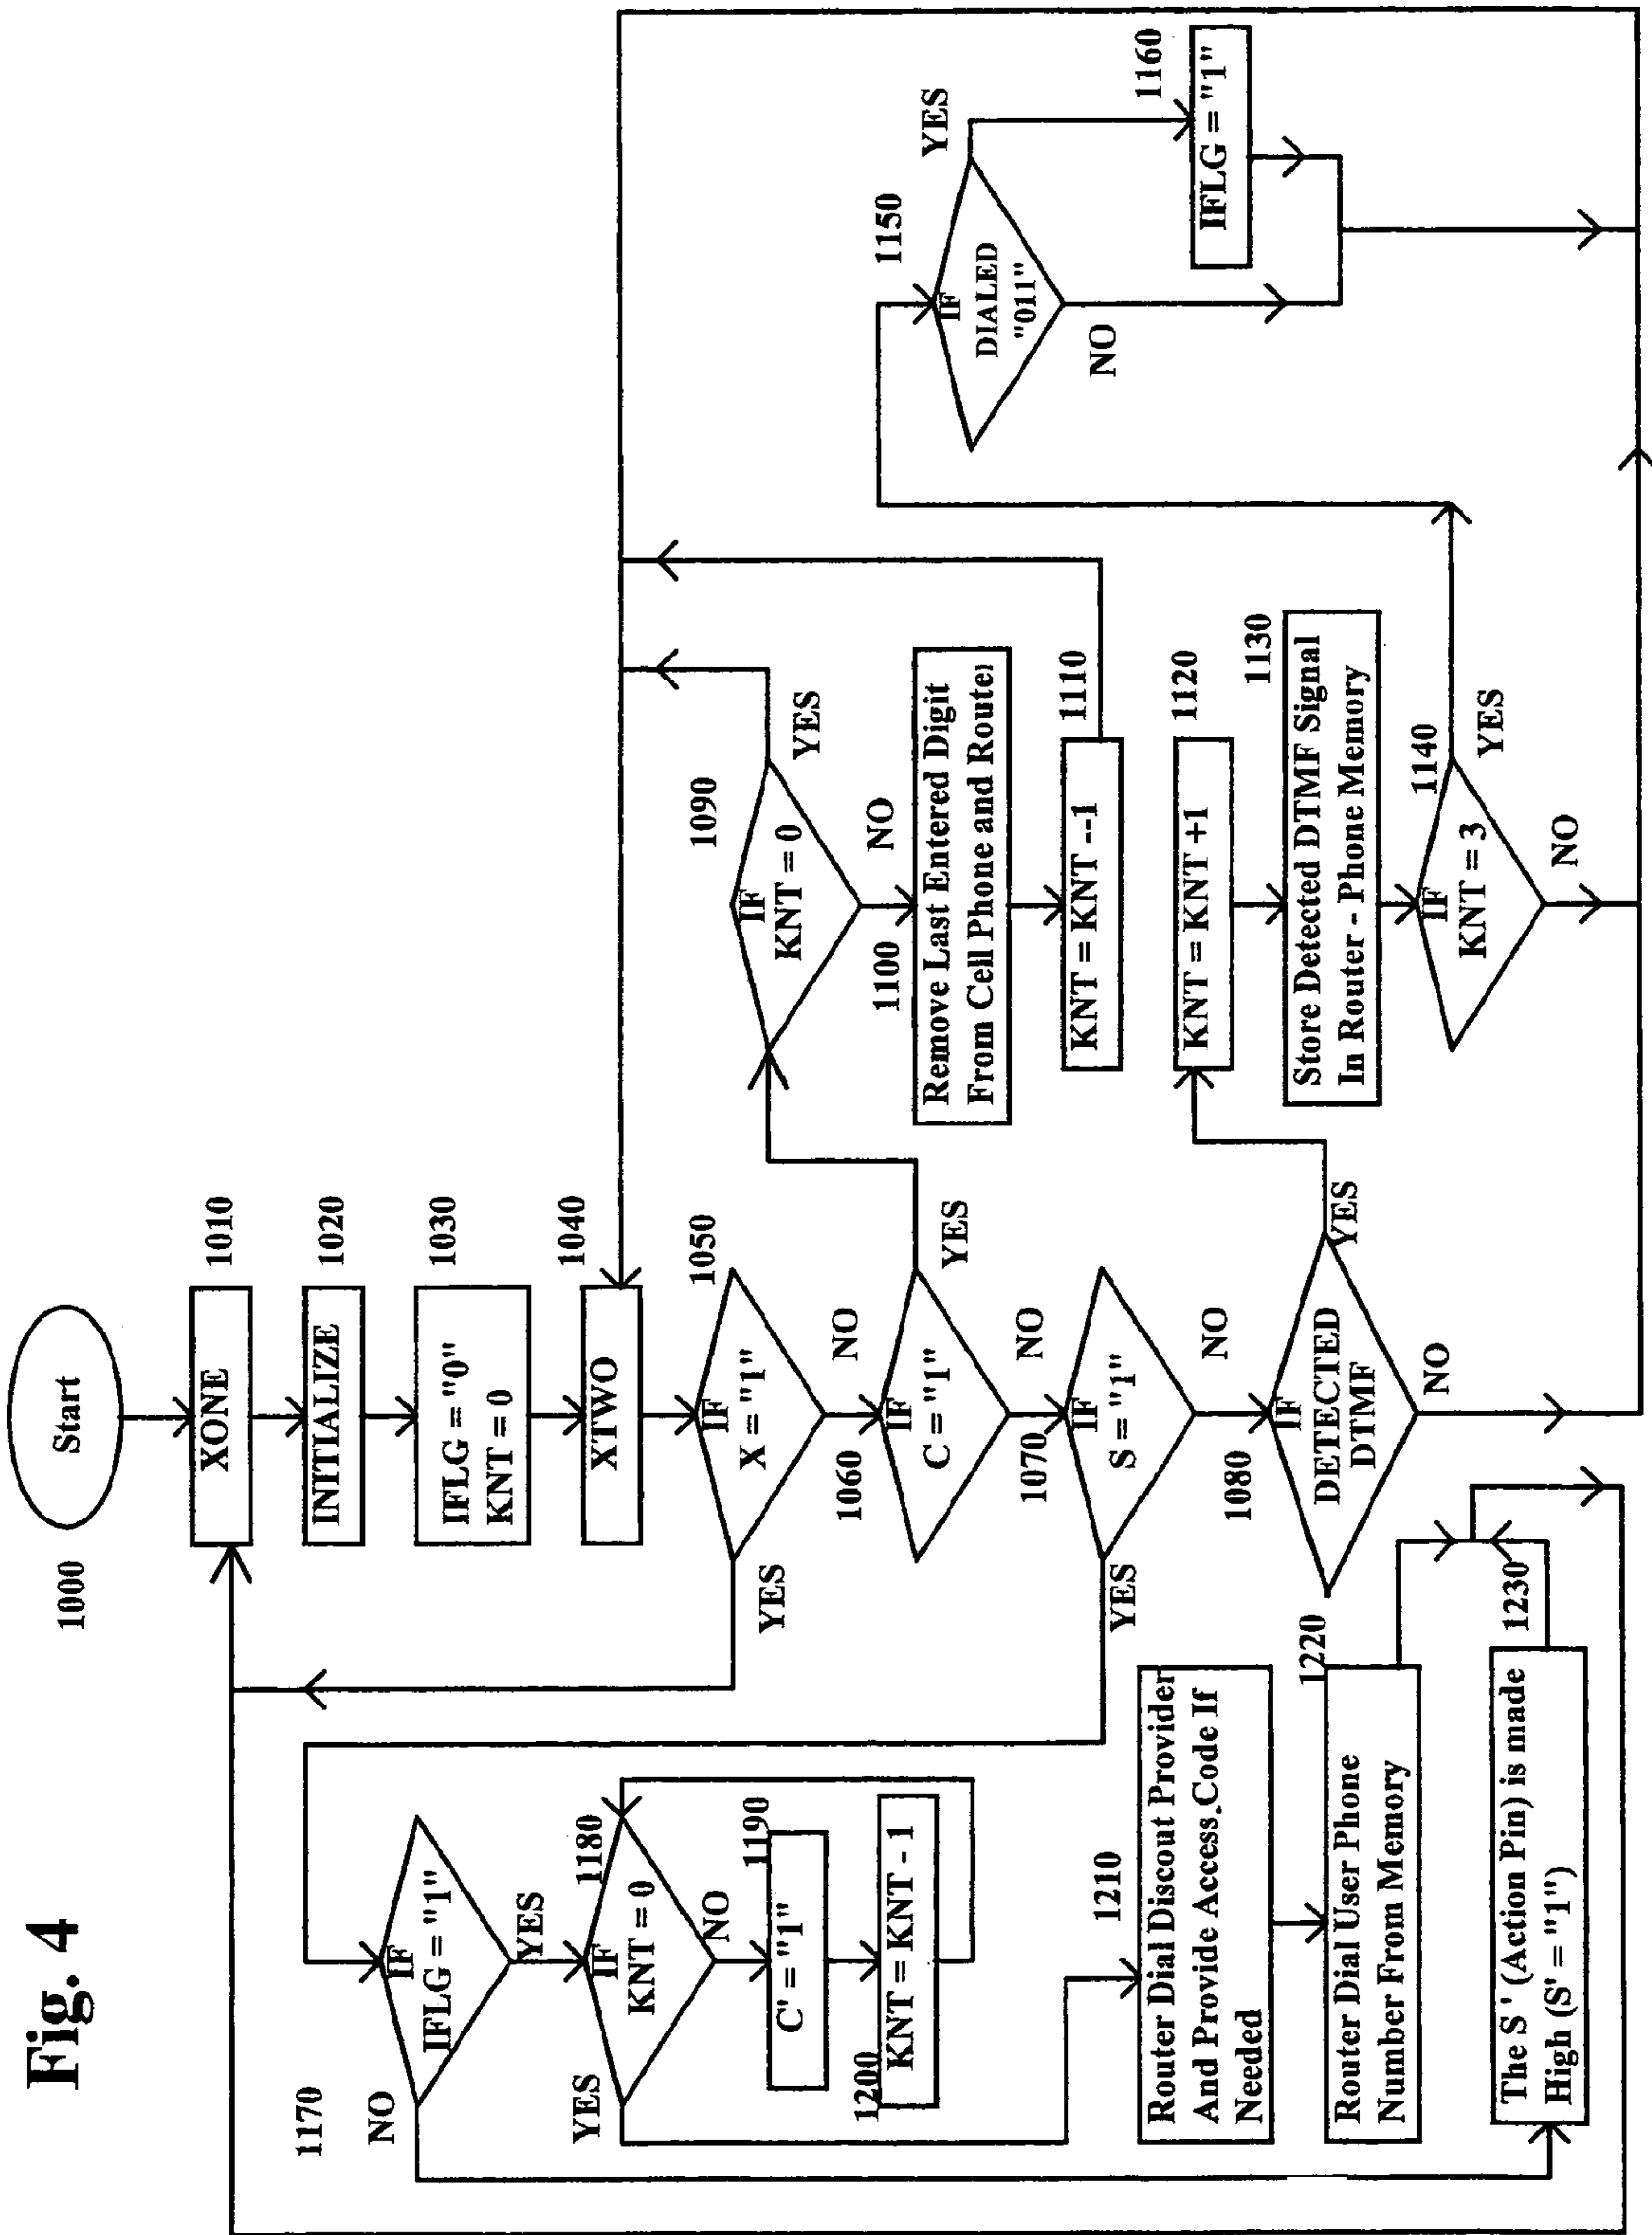 Fig. 4
1000
Start
XONE
1010
INITIALIZE
1020
IFLG = "0"
KNT = 0
1030
XTWO
1040
IF
X = "1"
1050
YES
NO
1060
IF
C = "1"
YES
NO
1070
IF
S = "1"
YES
NO
1080
IF
DETECTED
DTMF
YES
NO
1090
IF
KNT = 0
YES
NO
1100
Remove Last Entered Digit
From Cell Phone and
KNT = KNT --1
1110
KNT = KNT +1
1120
Store Detected DTMF Signal
In Router - Phone Memory
1130
IF
KNT = 3
1140
YES
NO
1150
IF
DIALED
"011"
YES
NO
1160
IFLG = "1"
1170
IF
IFLG = "1"
NO
YES
1180
IF
KNT = 0
YES
NO
C' = "1"
1190
1200
KNT = KNT - 1
1210
Router Dial Discout Provider
And Provide Access Code If
Needed
1220
Router Dial User Phone
Number From Memory
1230
The S ' (Action Pin) is made
High (S' = "1")